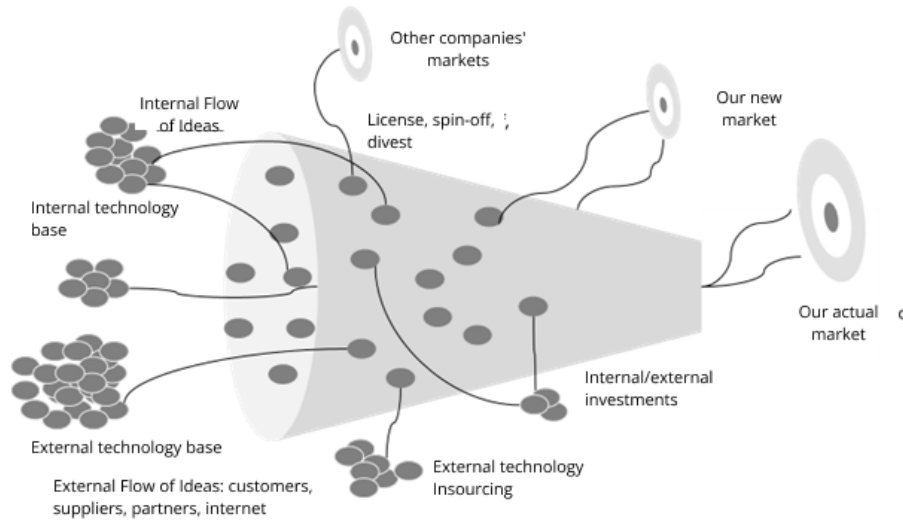 Other companies'
markets
Internal Flow
of Ideas
License, spin-off, ;
divest
Our new
market
Internal technology
base
Our actual
market
Internal/external
investments
External technology base
External technology
Insourcing
External Flow of Ideas: customers,
suppliers, partners, internet